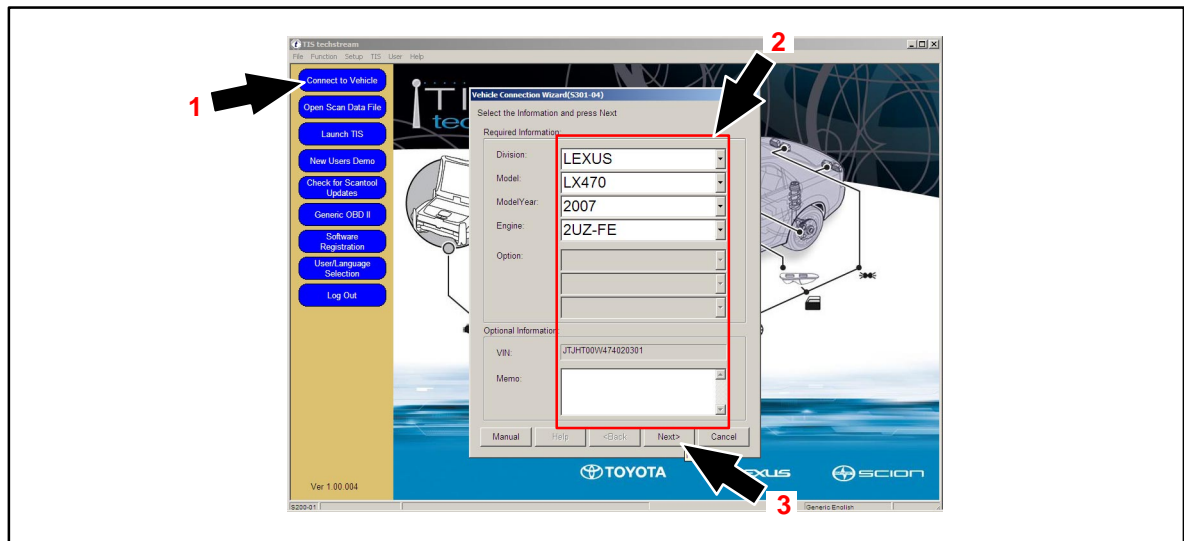 TIS techstream
2
File Function Setup TIS User Help
1
Connect to Vehicle
Open Scan Data File
Launch TIS
New Users Demo
Check for Scantool
Updates
Generic OBD II
Software
Registration
User/Language
Selection
Log Out
Ver 1.00.004
TI
tec
Vehicle Connection Wizard(S301-04)
Select the Information and press Next
Required Information:
Division: LEXUS
Model: LX470
ModelYear: 2007
Engine: 2UZ-FE
Option:
Optional Information:
VIN: JTJHT00W474020301
Memo:
Manual Help <Back Next> Cancel
TOYOTA XUS SCION
3
S200-01 Generic English